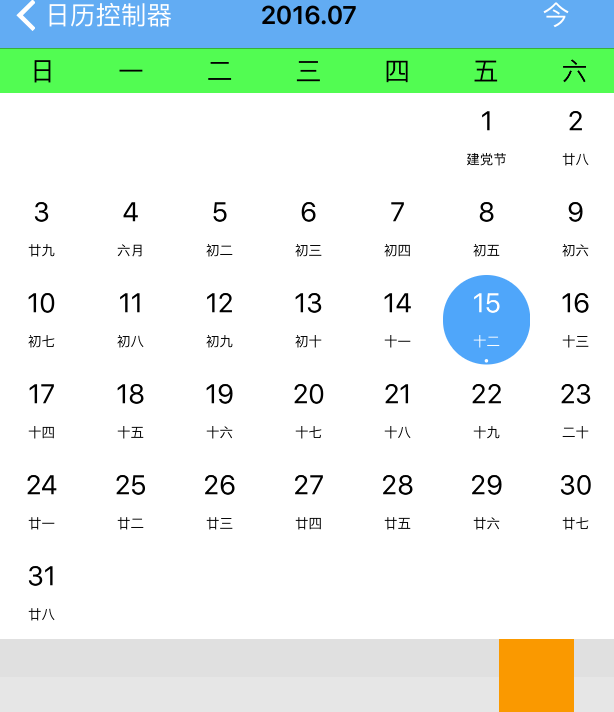 日历控制器 2016.07 今
日 一 二 三 四 五 六
1 2
建党节 廿八
3 4 5 6 7 8 9
廿九 六月 初二 初三 初四 初五 初六
10 11 12 13 14 15 16
初七 初八 初九 初十 十一 十二 十三
17 18 19 20 21 22 23
十四 十五 十六 十七 十八 十九 二十
24 25 26 27 28 29 30
廿一 廿二 廿三 廿四 廿五 廿六 廿七
31
廿八